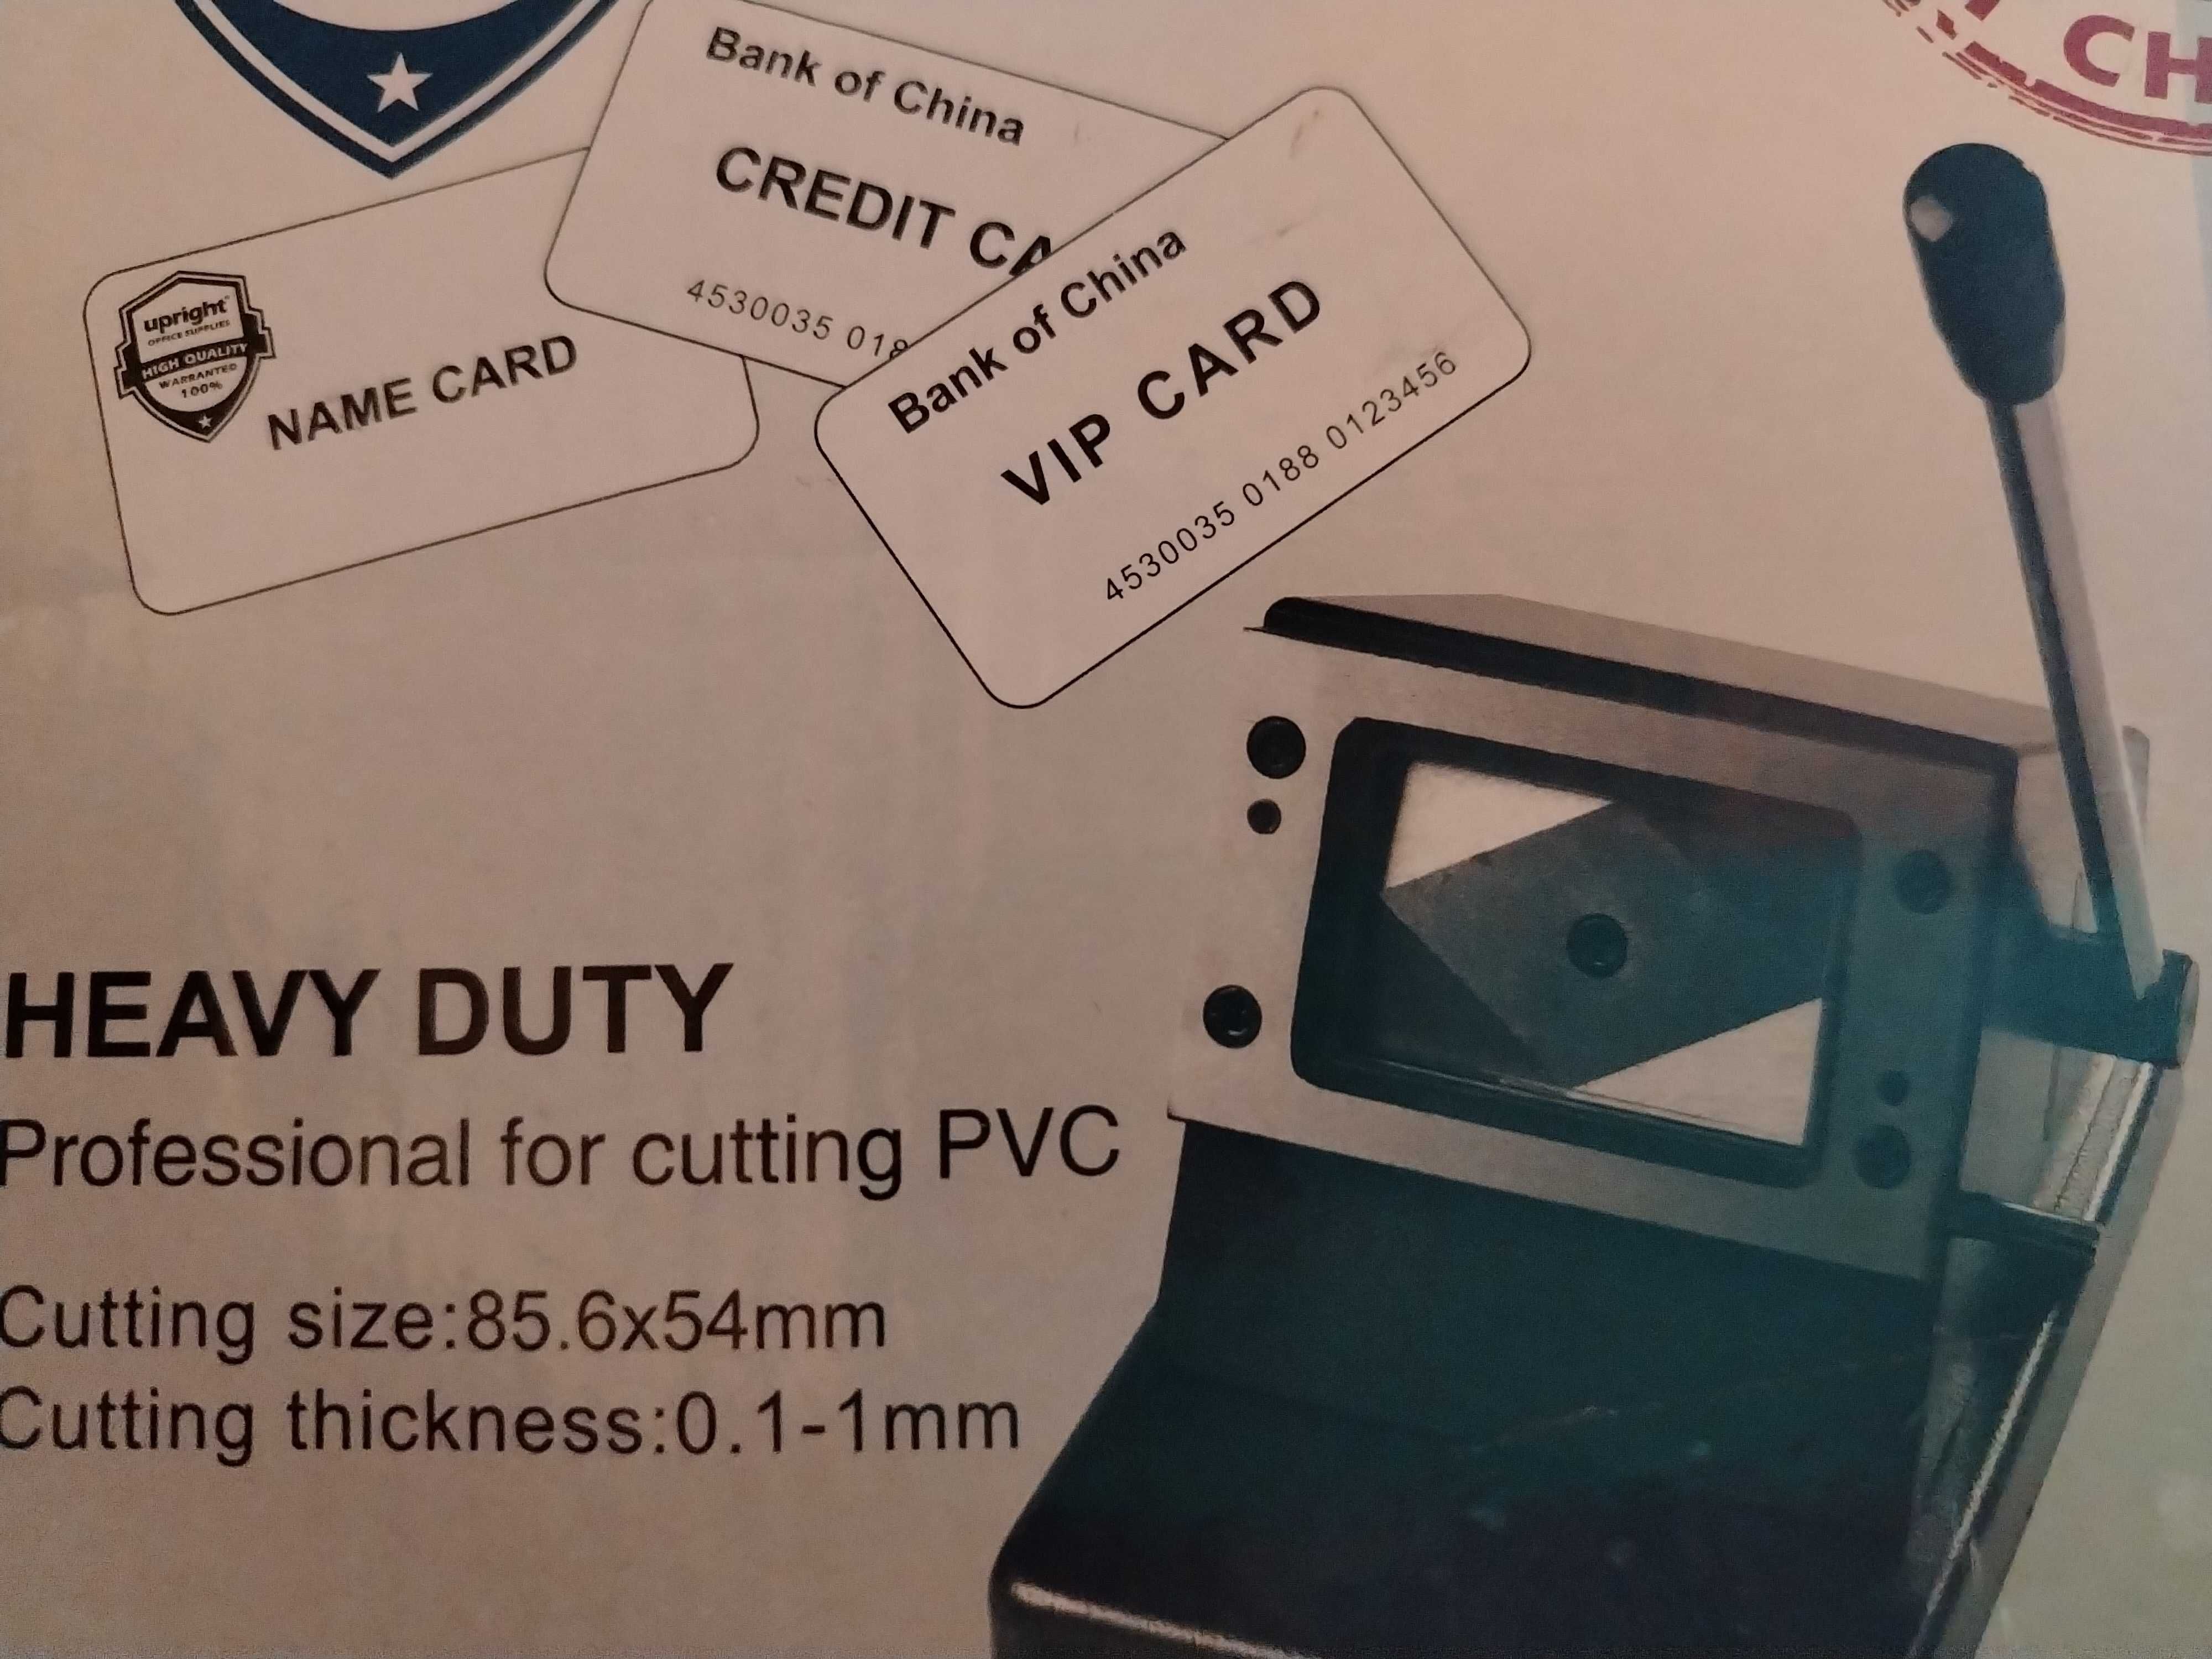 CH
Bank of China
CREDIT CA
4530035 018
Bank of China
VIP CARD
4530035 0188 0123456
upright
OFFICE SUPPLIES
HIGH QUALITY
WARRANTED
100%
NAME CARD
HEAVY DUTY
Professional for cutting PVC
Cutting size:85.6x54mm
Cutting thickness:0.1-1mm